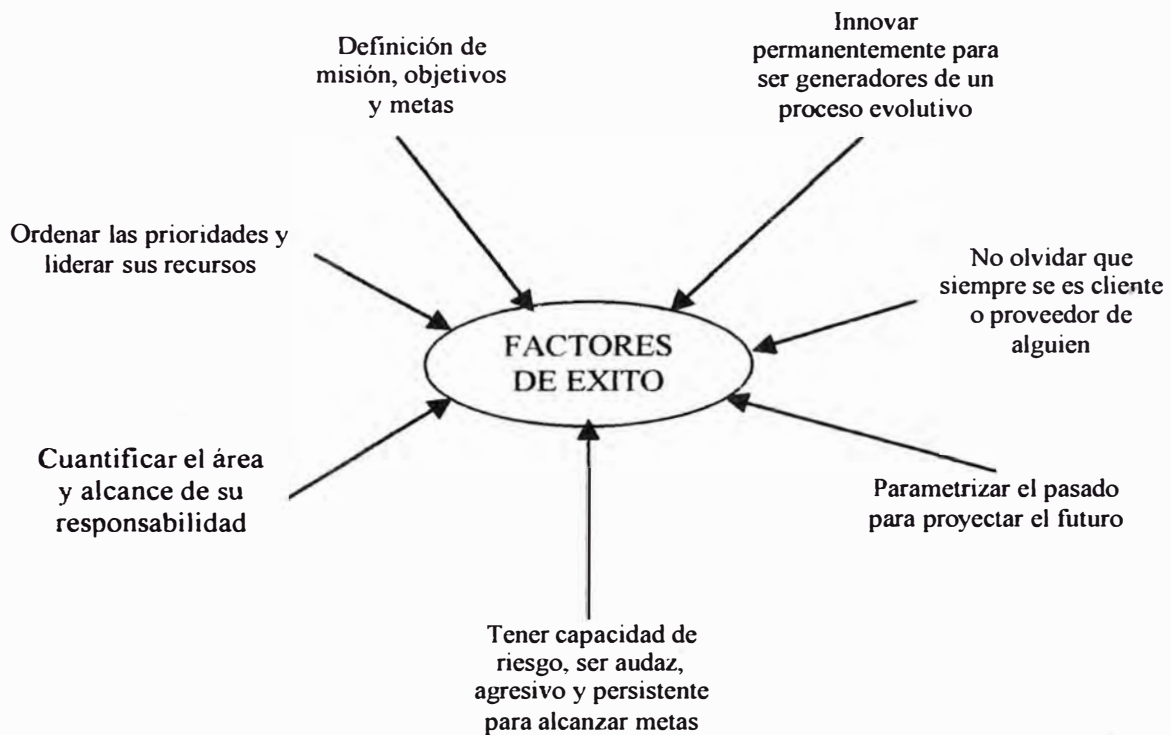 Definición de
misión, objetivos
y metas
Innovar
permanentemente para
ser generadores de un
proceso evolutivo
Ordenar las prioridades y
liderar sus recursos
No olvidar que
siempre se es cliente
o proveedor de
alguien
FACTORES
DE EXITO
Cuantificar el área
y alcance de su
responsabilidad
Parametrizar el pasado
para proyectar el futuro
Tener capacidad de
riesgo, ser audaz,
agresivo y persistente
para alcanzar metas